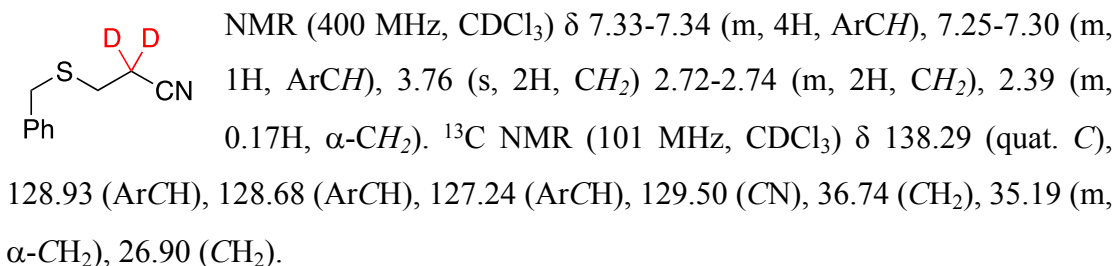 D D
S
CN
Ph
NMR (400 MHz, CDCl₃) δ 7.33-7.34 (m, 4H, ArCH), 7.25-7.30 (m,
1H, ArCH), 3.76 (s, 2H, CH₂) 2.72-2.74 (m, 2H, CH₂), 2.39 (m,
0.17H, α-CH₂). ¹³C NMR (101 MHz, CDCl₃) δ 138.29 (quat. C),
128.93 (ArCH), 128.68 (ArCH), 127.24 (ArCH), 129.50 (CN), 36.74 (CH₂), 35.19 (m,
α-CH₂), 26.90 (CH₂).